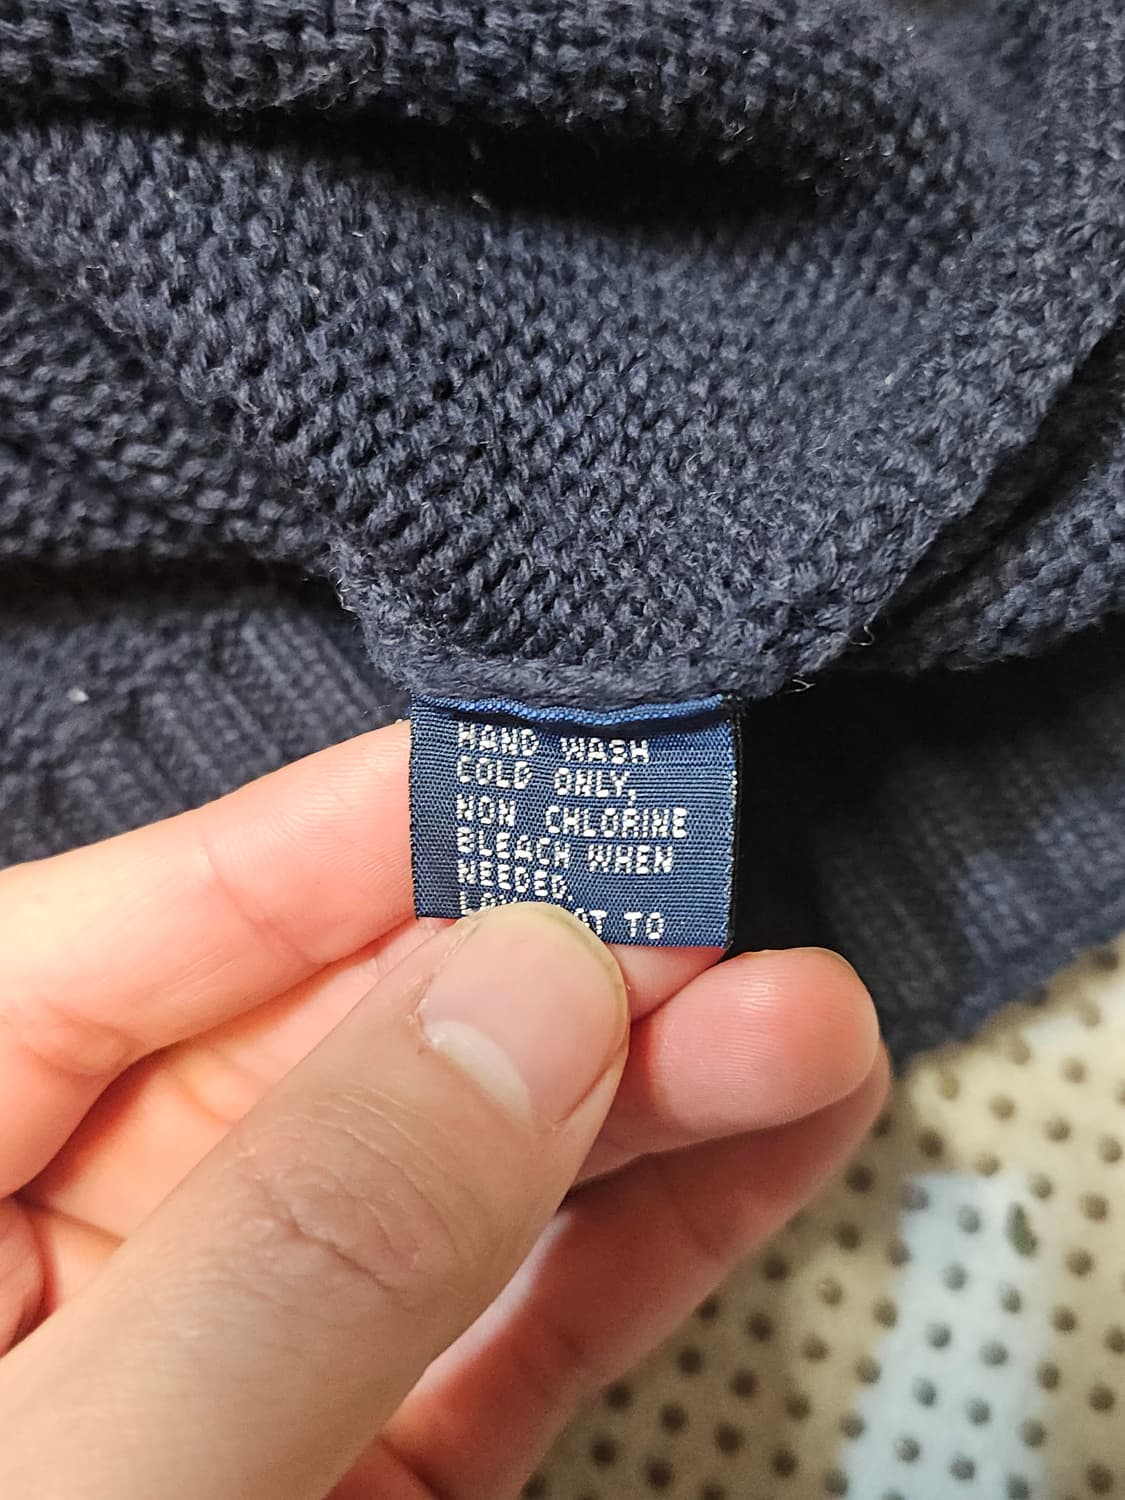 HAND WASH
COLD ONLY,
NON CHLORINE
BLEACH WHEN
NEEDED,
TO